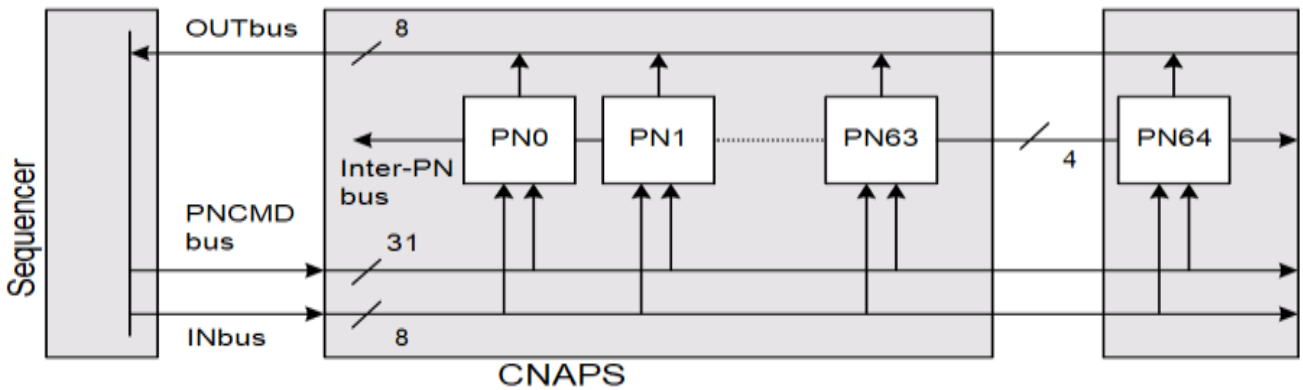 OUTbus
8
PN0
PN1
PN63
PN64
Inter-PN
bus
4
Sequencer
PNCMD
bus
31
INbus
8
CNAPS